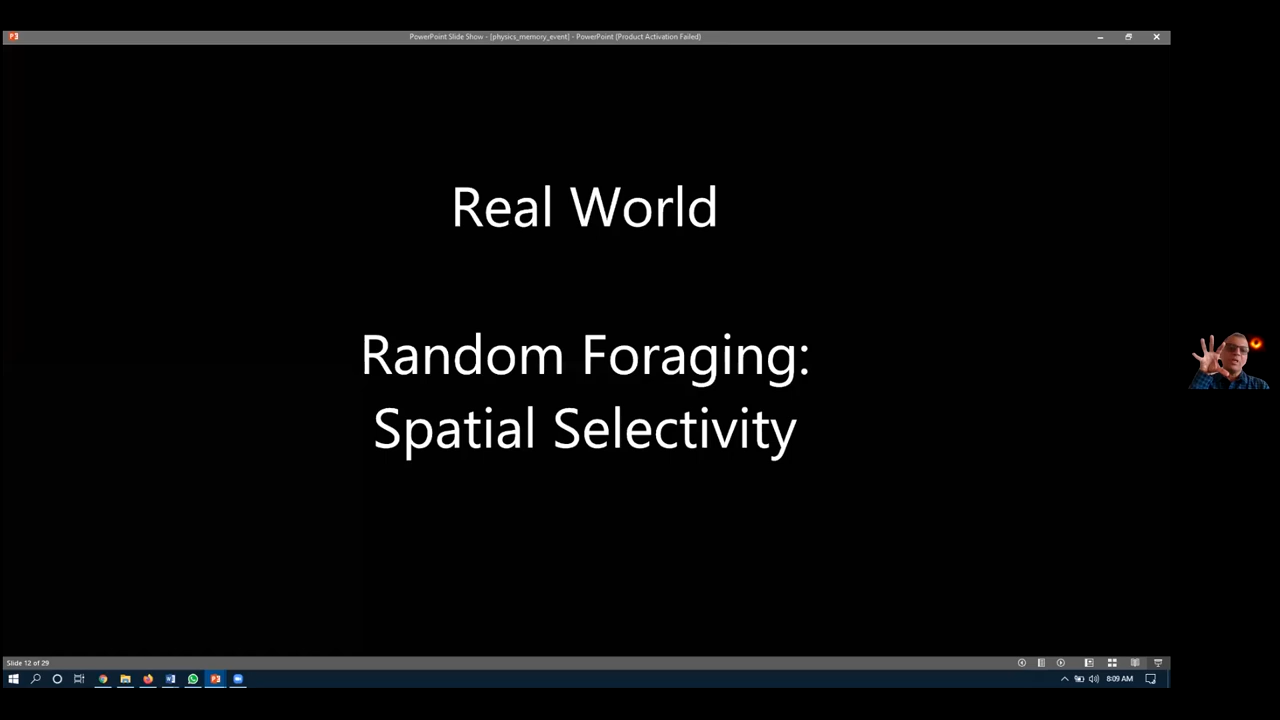 PowerPoint Slide Show - [physics_memory_event] - PowerPoint (Product Activation Failed)
Real World
Random Foraging:
Spatial Selectivity
Slide 12 of 29
8:09 AM